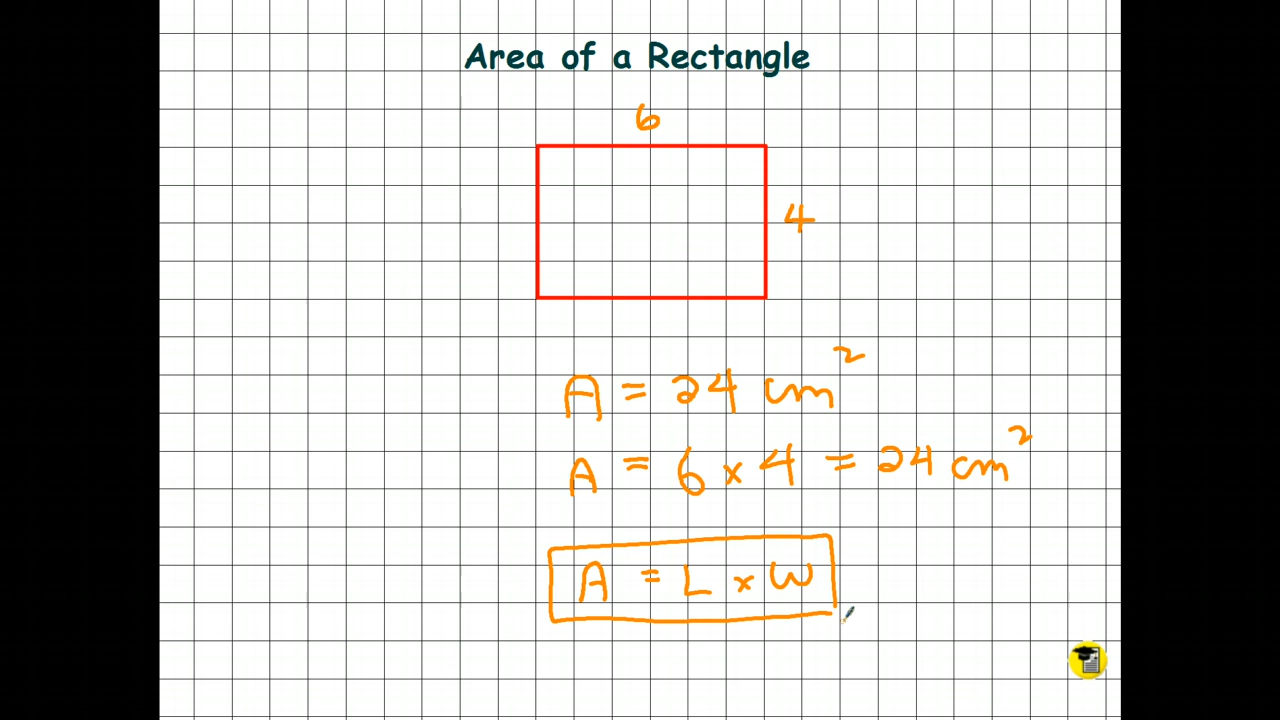 Area of a Rectangle
6
4
A = 24 cm²
A = 6 × 4 = 24 cm²
A = L × W